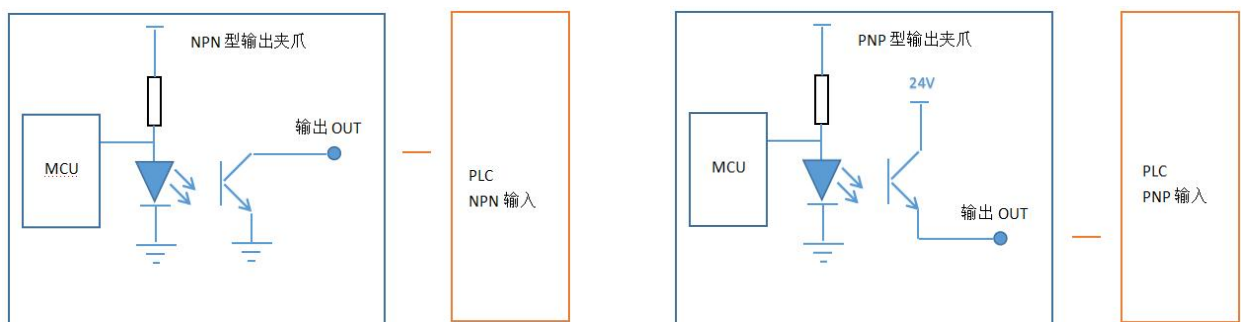 NPN 型输出夹爪
MCU
输出 OUT
PLC
NPN 输入
PNP 型输出夹爪
24V
MCU
输出 OUT
PLC
PNP 输入